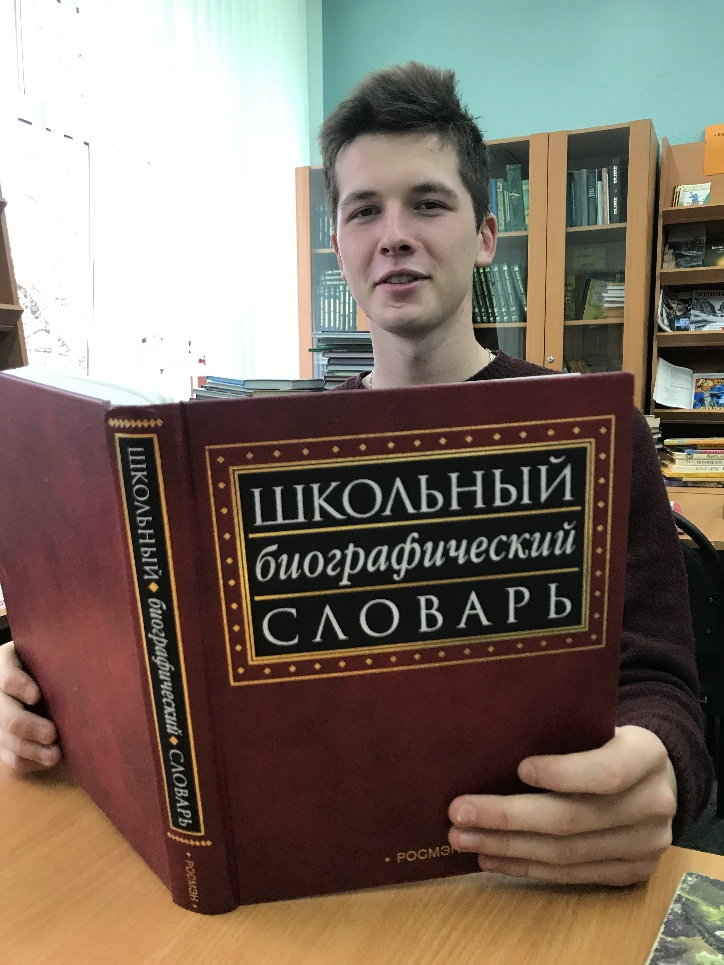 ШКОЛЬНЫЙ
биографический
СЛОВАРЬ
• РОСМЭН
ШКОЛЬНЫЙ ♦ биографический ♦ СЛОВАРЬ
• РОСМЭН •